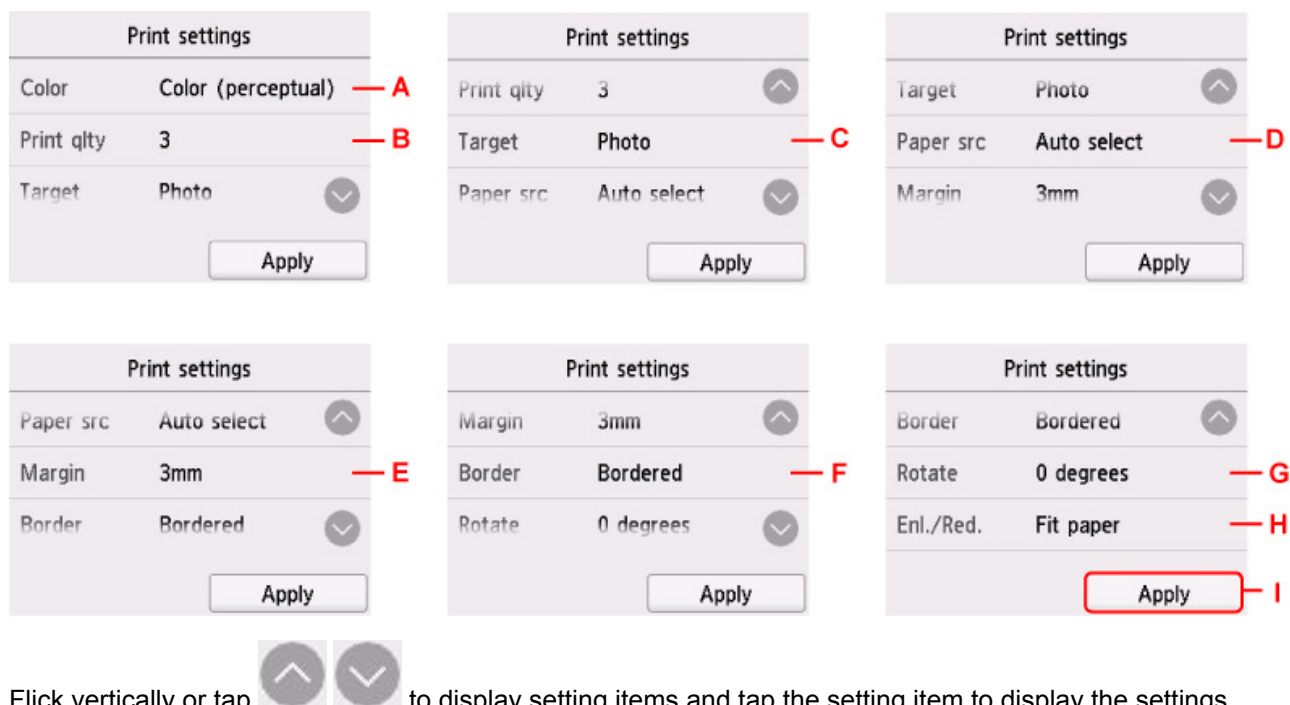 Print settings
Color Color (perceptual) A
Print qlty 3 B
Target Photo
Apply
Print settings
Print qlty 3
Target Photo C
Paper src Auto select
Apply
Print settings
Target Photo
Paper src Auto select D
Margin 3mm
Apply
Print settings
Paper src Auto select
Margin 3mm E
Border Bordered
Apply
Print settings
Margin 3mm
Border Bordered F
Rotate 0 degrees
Apply
Print settings
Border Bordered
Rotate 0 degrees G
Enl./Red. Fit paper H
Apply I
Flick vertically or tap to display setting items and tap the setting item to display the settings.